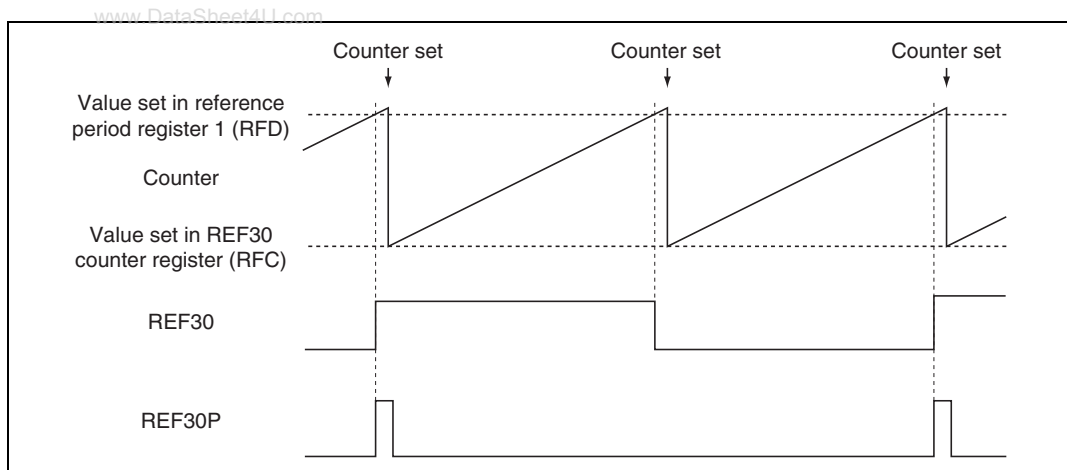 www.DataSheet4U.com
Counter set
Counter set
Counter set
Value set in reference
period register 1 (RFD)
Counter
Value set in REF30
counter register (RFC)
REF30
REF30P